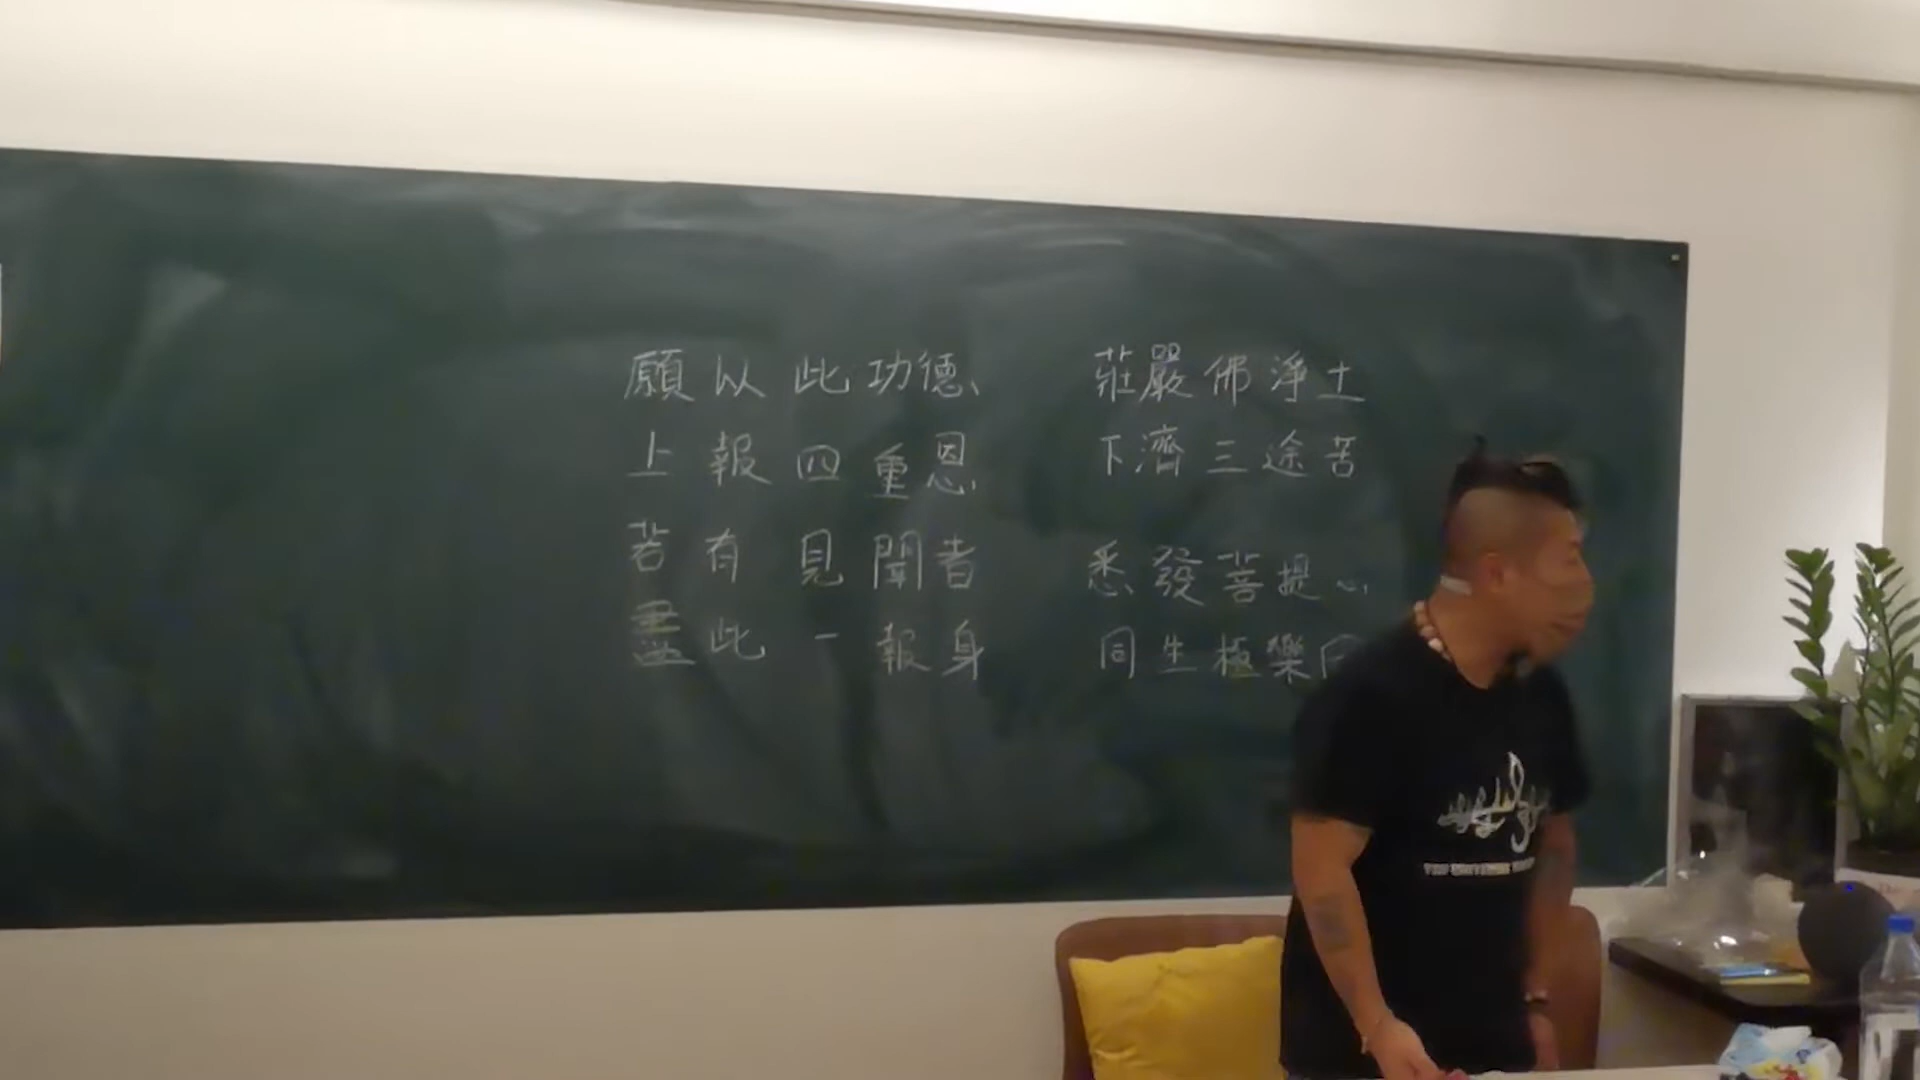 願以此功德 莊嚴佛淨土
上報四重恩 下濟三途苦
若有見聞者 悉發菩提心
盡此一報身 同生極樂